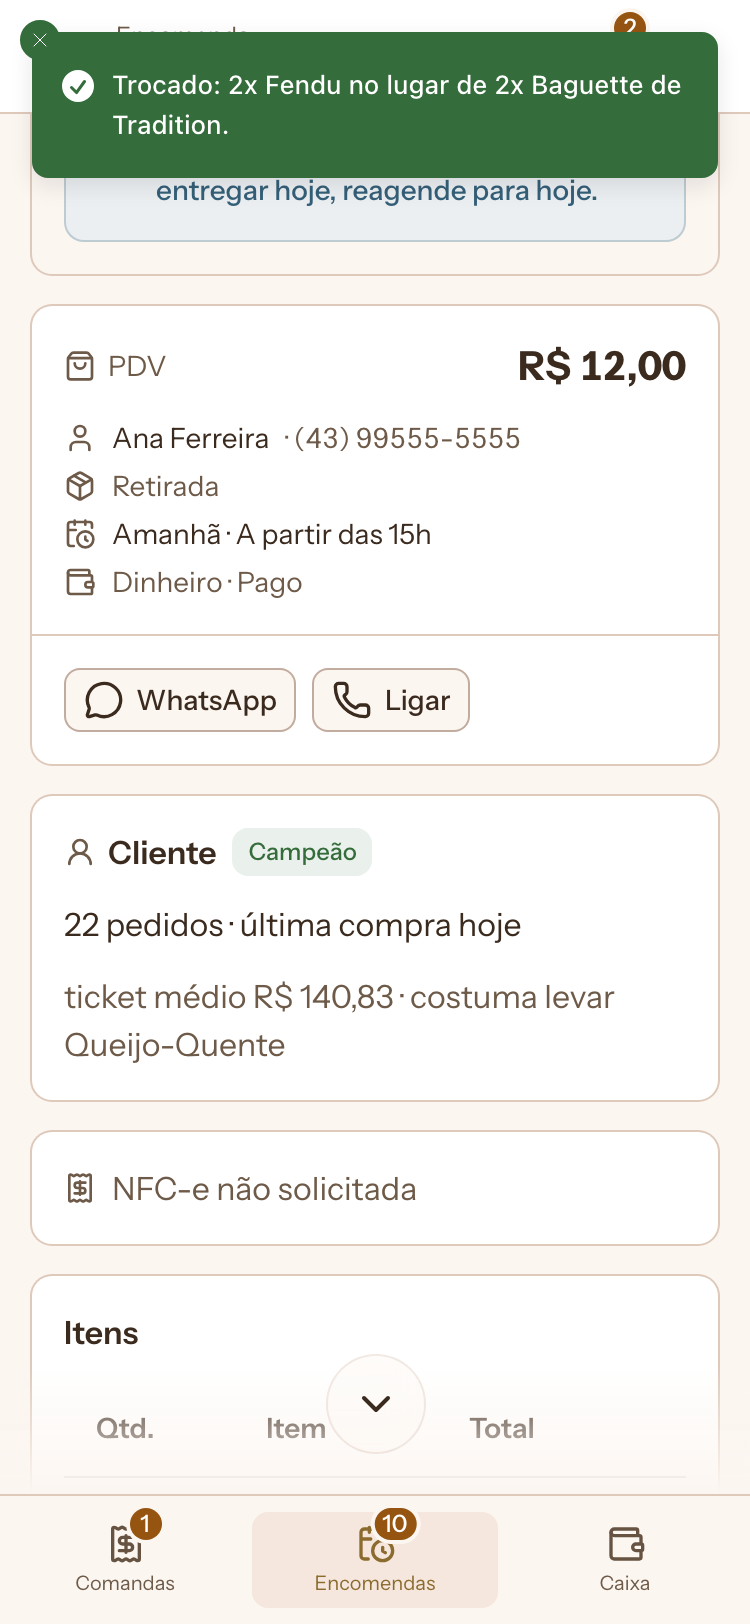 2
Trocado: 2x Fendu no lugar de 2x Baguette de
Tradition.
entregar hoje, reagende para hoje.
PDV
R$ 12,00
Ana Ferreira · (43) 99555-5555
Retirada
Amanhã · A partir das 15h
Dinheiro · Pago
WhatsApp
Ligar
Cliente
Campeão
22 pedidos · última compra hoje
ticket médio R$ 140,83 · costuma levar
Queijo-Quente
NFC-e não solicitada
Itens
Qtd.
Item
Total
1
10
Comandas
Encomendas
Caixa